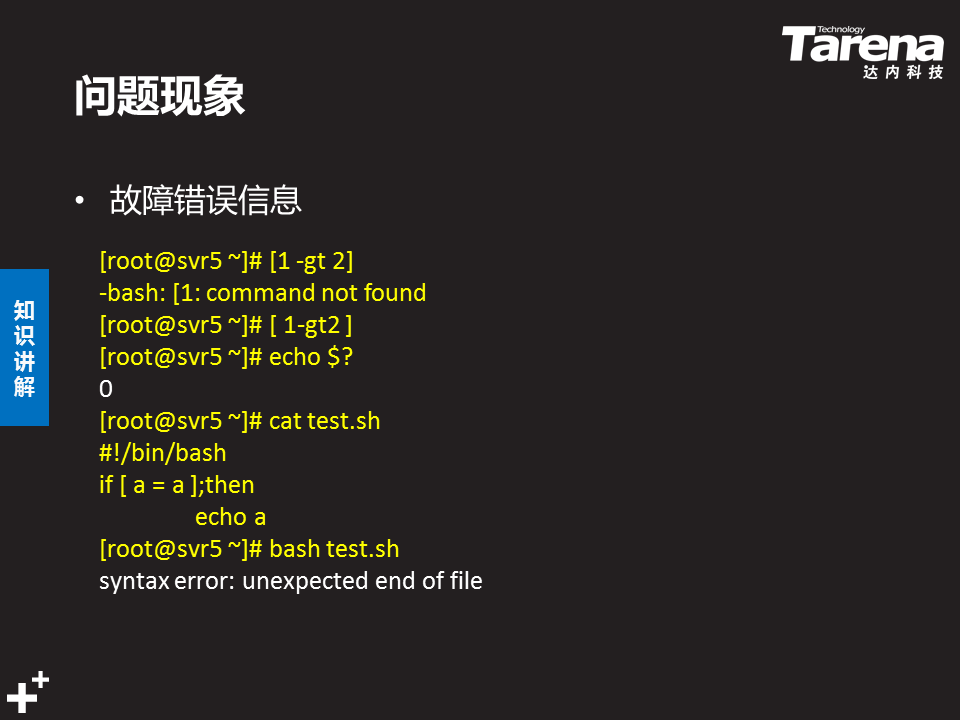 Technology
Tarena
达内科技
问题现象
• 故障错误信息
[root@svr5 ~]# [1 -gt 2]
-bash: [1: command not found
[root@svr5 ~]# [ 1-gt2 ]
[root@svr5 ~]# echo $?
0
[root@svr5 ~]# cat test.sh
#!/bin/bash
if [ a = a ];then
echo a
[root@svr5 ~]# bash test.sh
syntax error: unexpected end of file
知识讲解